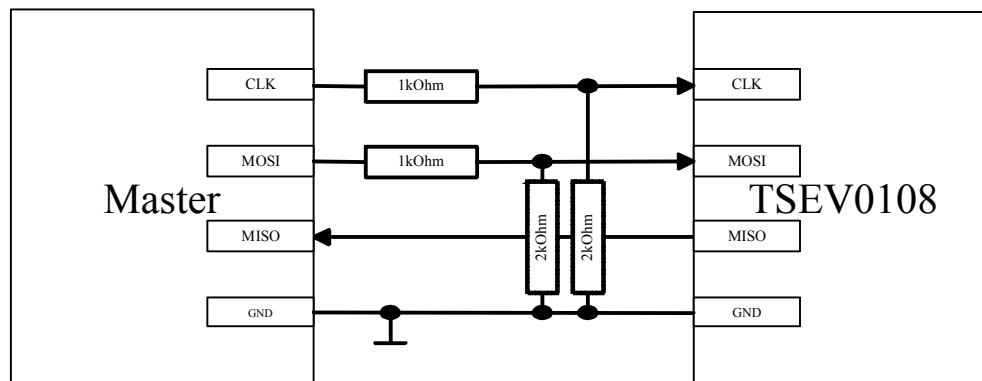 CLK
1kOhm
CLK
MOSI
1kOhm
MOSI
Master
TSEV0108
2kOhm
2kOhm
MISO
MISO
GND
GND